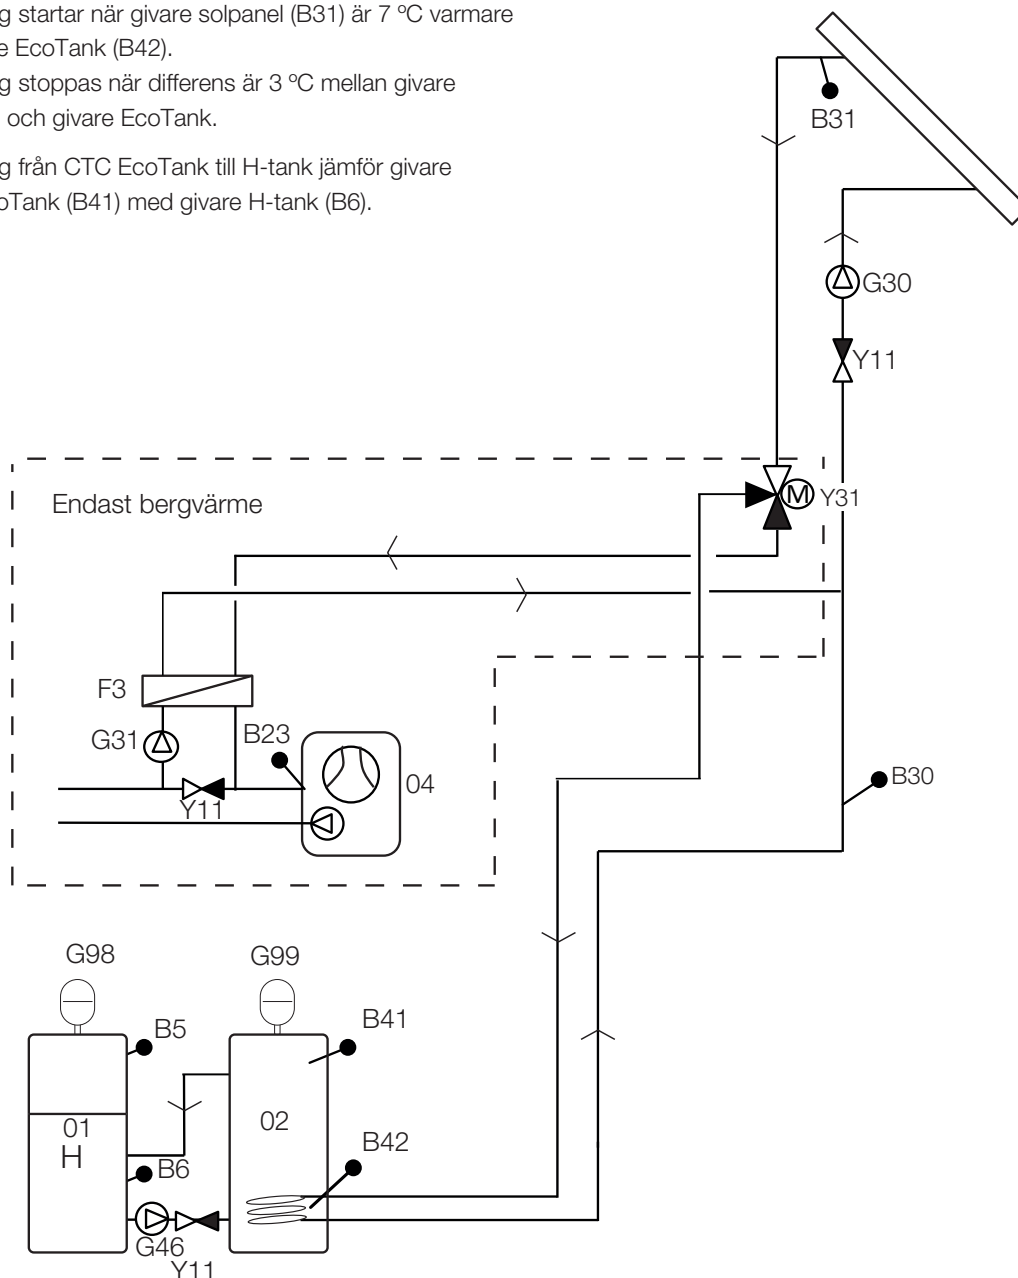 g startar när givare solpanel (B31) är 7 ºC varmare
e EcoTank (B42).
g stoppas när differens är 3 ºC mellan givare
och givare EcoTank.
g från CTC EcoTank till H-tank jämför givare
oTank (B41) med givare H-tank (B6).
B31
G30
Y11
Endast bergvärme
M
Y31
F3
G31
B23
04
Y11
B30
G98
G99
B5
B41
01
02
H
B42
B6
G46
Y11